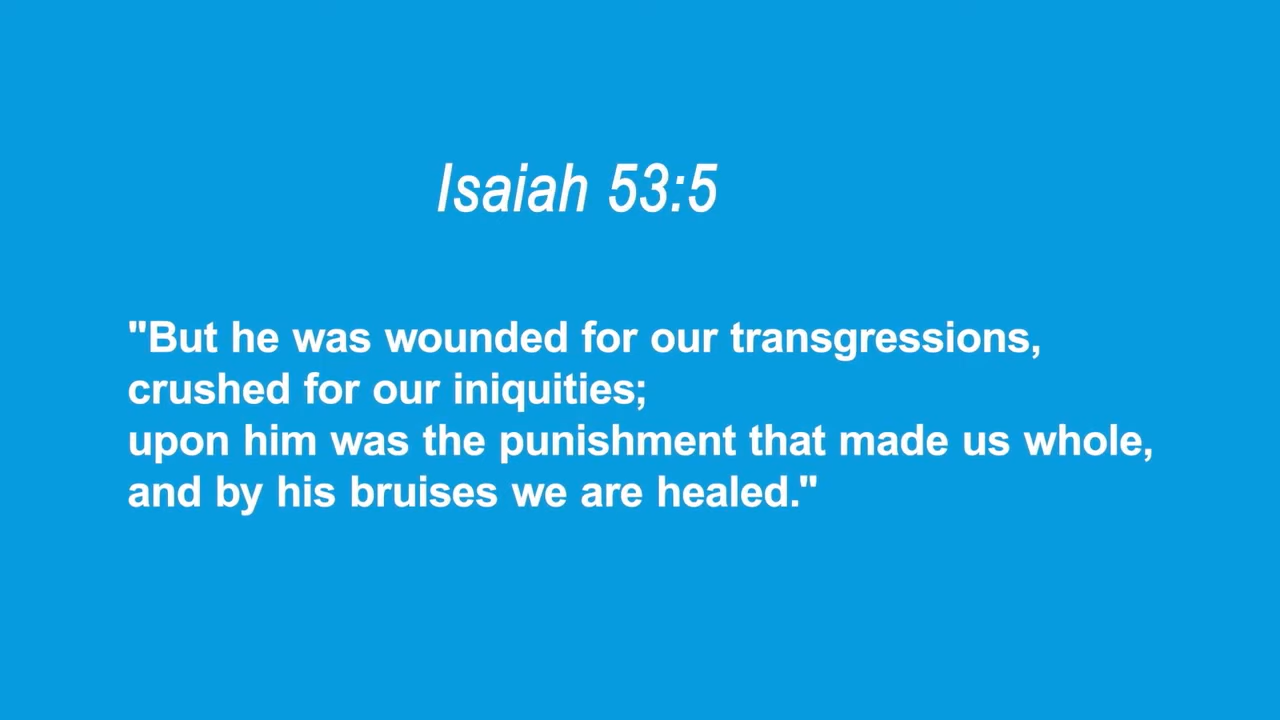 Isaiah 53:5
"But he was wounded for our transgressions,
crushed for our iniquities;
upon him was the punishment that made us whole,
and by his bruises we are healed."